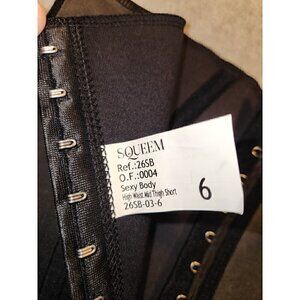 SQUEEM
Ref.:26SB
O.F.:0004
Sexy Body
High Waist Mid Thigh Short
26SB-03-6
6